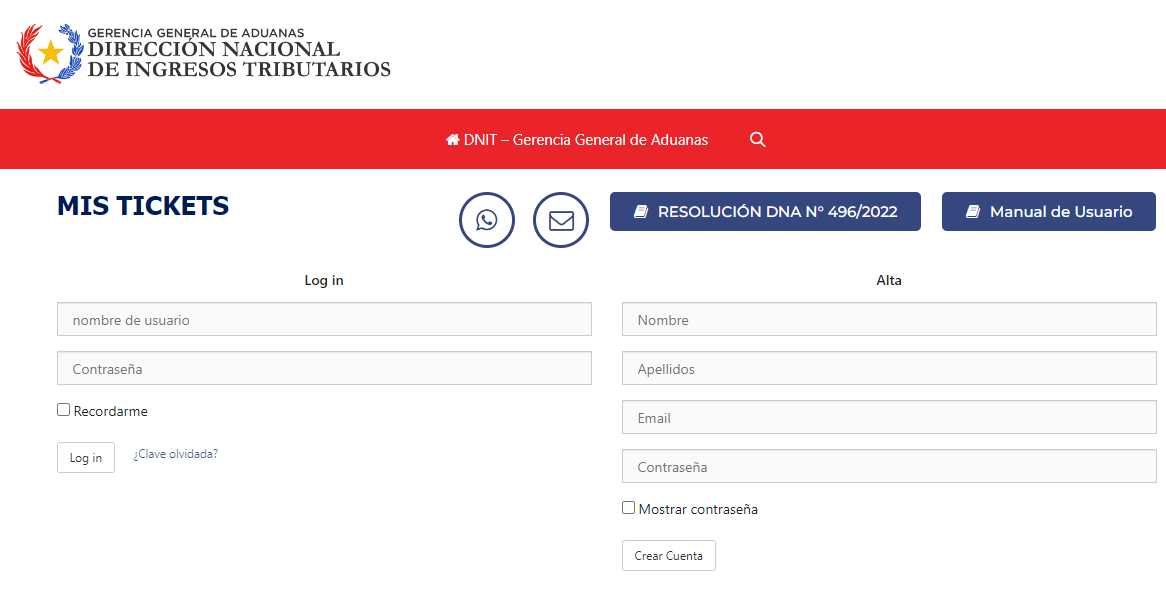 GERENCIA GENERAL DE ADUANAS
DIRECCIÓN NACIONAL
DE INGRESOS TRIBUTARIOS
DNIT – Gerencia General de Aduanas
MIS TICKETS
RESOLUCIÓN DNA N° 496/2022
Manual de Usuario
Log in
nombre de usuario
Contraseña
Recordarme
Log in
¿Clave olvidada?
Alta
Nombre
Apellidos
Email
Contraseña
Mostrar contraseña
Crear Cuenta